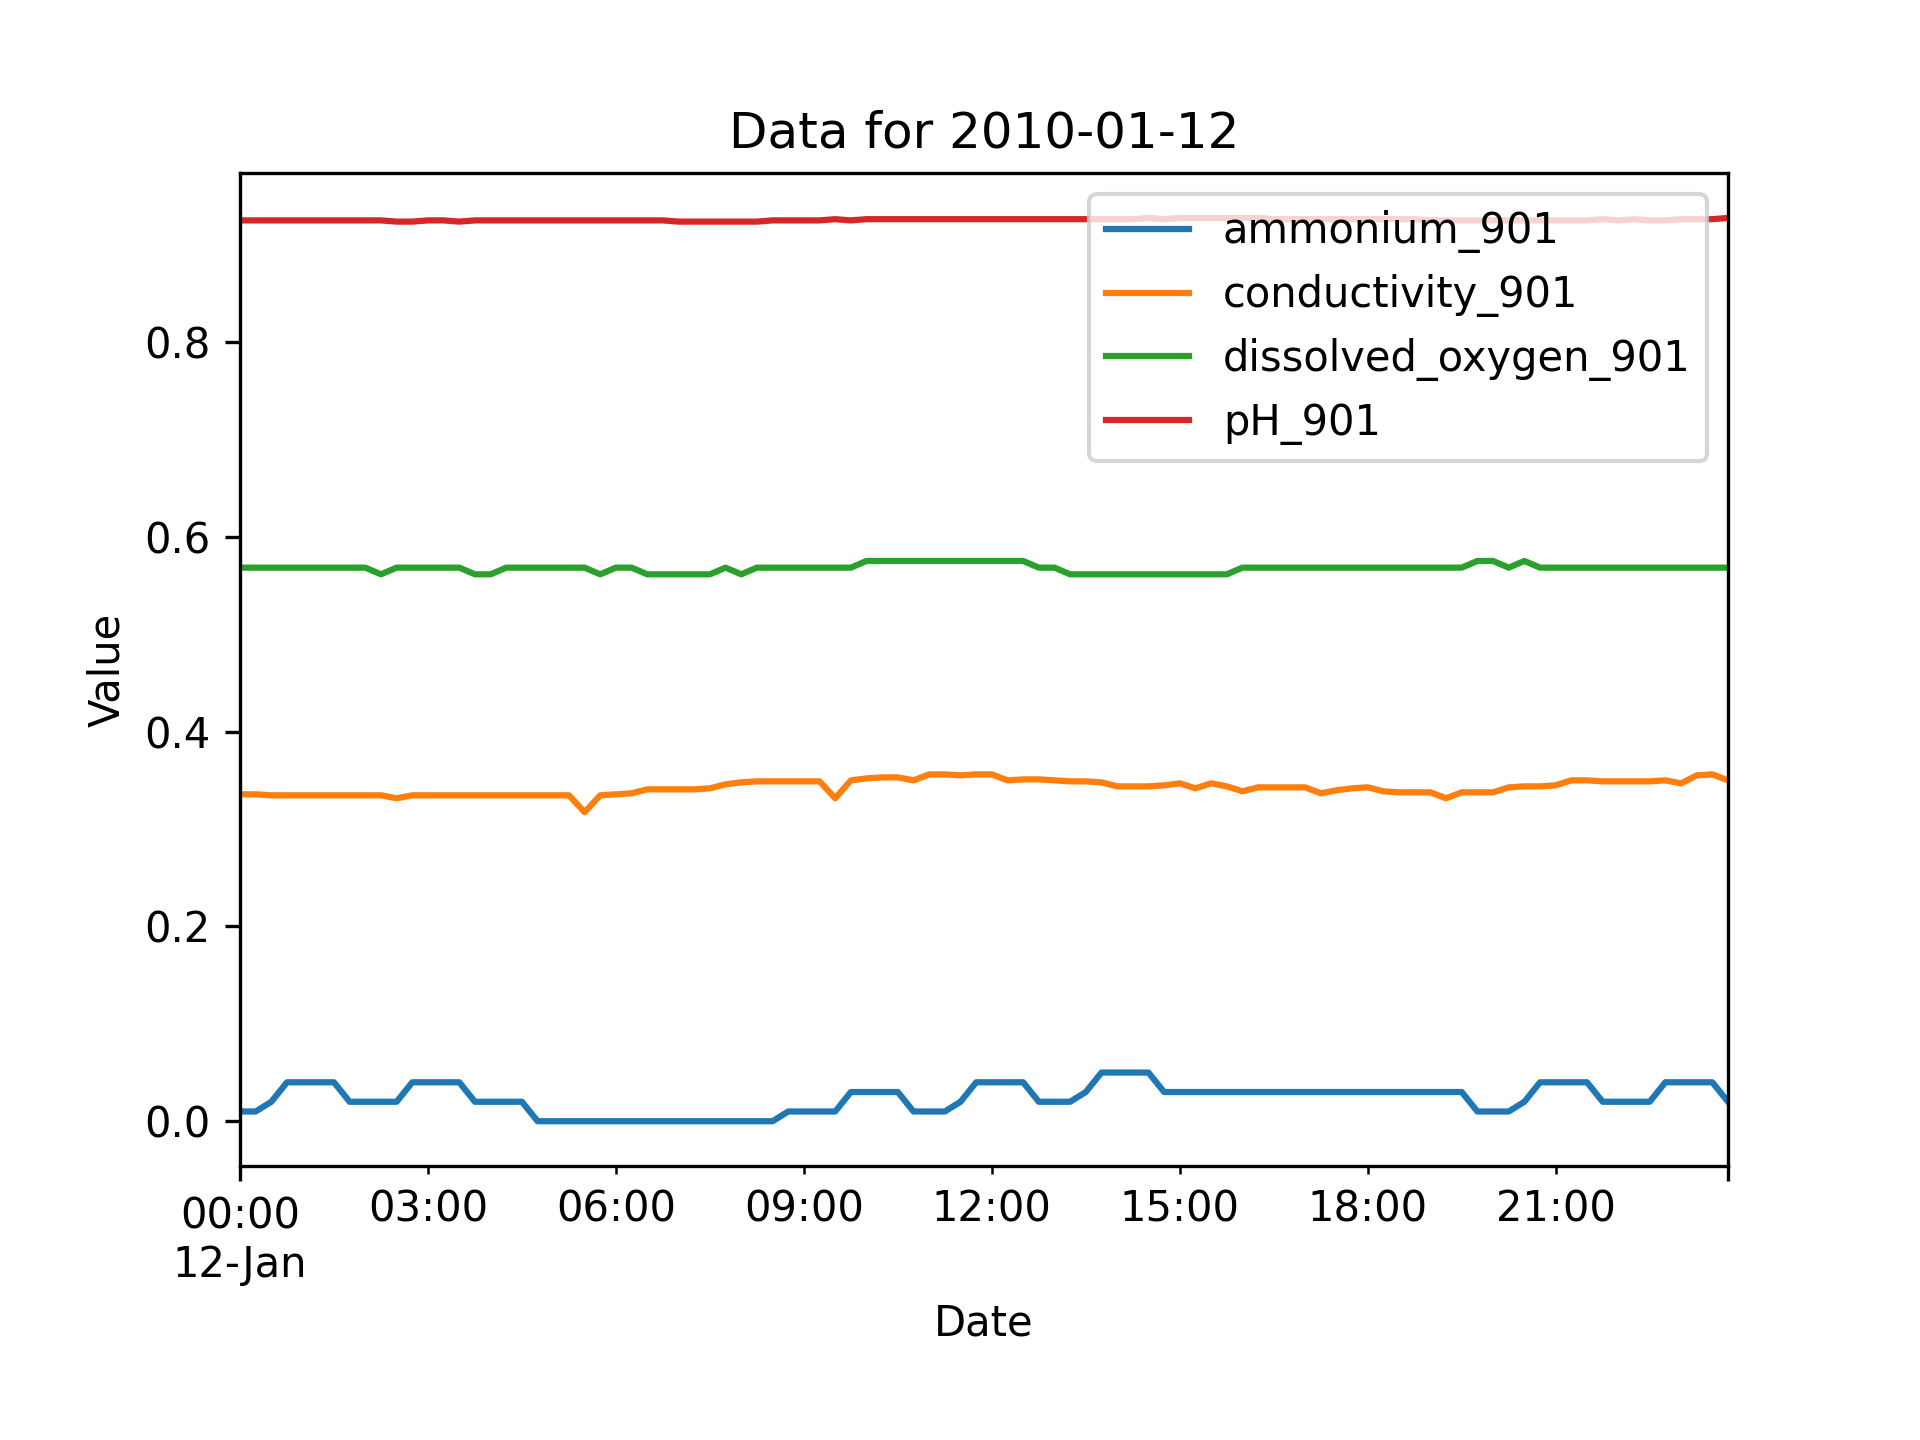 Data for 2010-01-12
ammonium_901
conductivity_901
dissolved_oxygen_901
pH_901
0.8
0.6
0.4
0.2
0.0
Value
00:00 03:00 06:00 09:00 12:00 15:00 18:00 21:00
12-Jan
Date